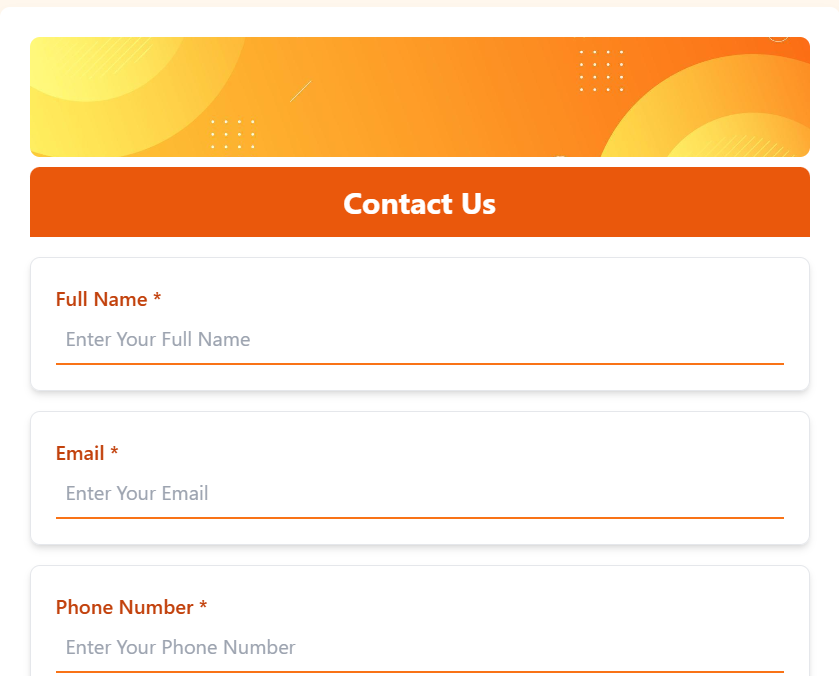 Contact Us
Full Name *
Enter Your Full Name
Email *
Enter Your Email
Phone Number *
Enter Your Phone Number